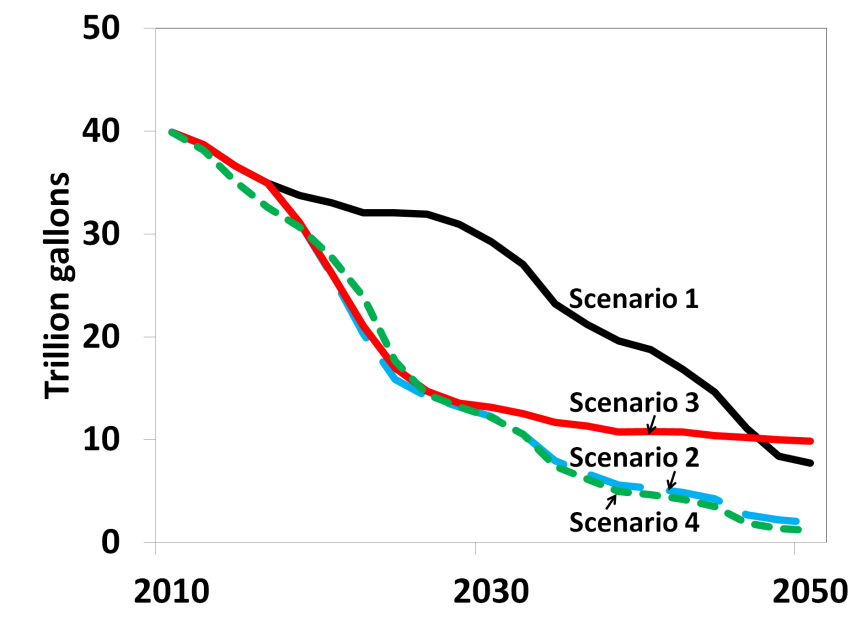 50
40
30
20
10
0
Trillion gallons
Scenario 1
Scenario 3
Scenario 2
Scenario 4
2010 2030 2050